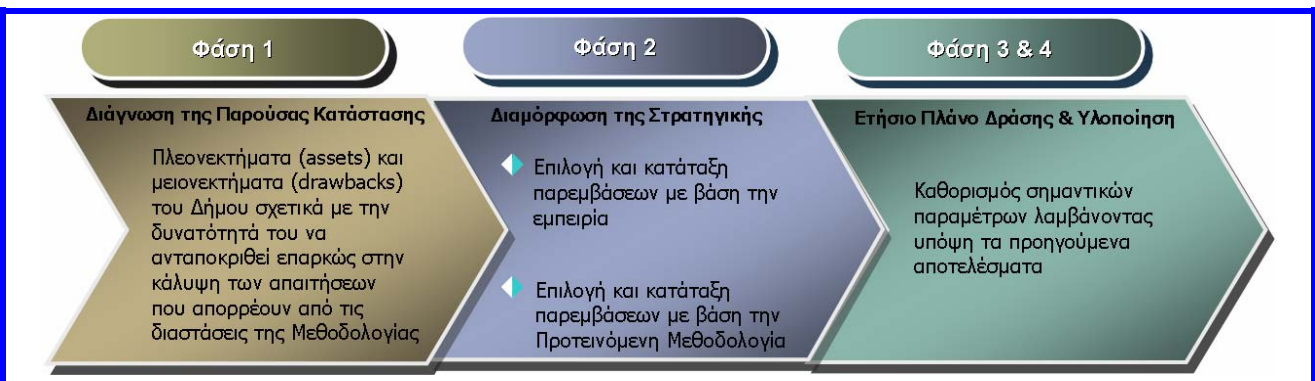 Φάση 1
Διάγνωση της Παρούσας Κατάστασης
Πλεονεκτήματα (assets) και
μειονεκτήματα (drawbacks)
του Δήμου σχετικά με την
δυνατότητά του να
ανταποκριθεί επαρκώς στην
κάλυψη των απαιτήσεων
που απορρέουν από τις
διαστάσεις της Μεθοδολογίας
Φάση 2
Διαμόρφωση της Στρατηγικής
Επιλογή και κατάταξη
παρεμβάσεων με βάση την
εμπειρία
Επιλογή και κατάταξη
παρεμβάσεων με βάση την
Προτεινόμενη Μεθοδολογία
Φάση 3 & 4
Ετήσιο Πλάνο Δράσης & Υλοποίηση
Καθορισμός σημαντικών
παραμέτρων λαμβάνοντας
υπόψη τα προηγούμενα
αποτελέσματα